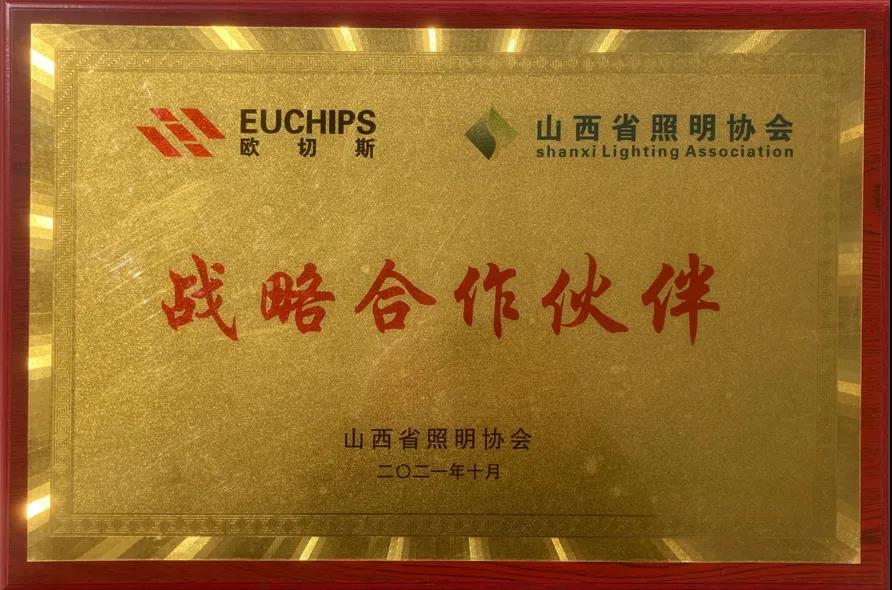 EUCHIPS
欧切斯
山西省照明协会
shanxi Lighting Association
战略合作伙伴
山西省照明协会
二〇二一年十月